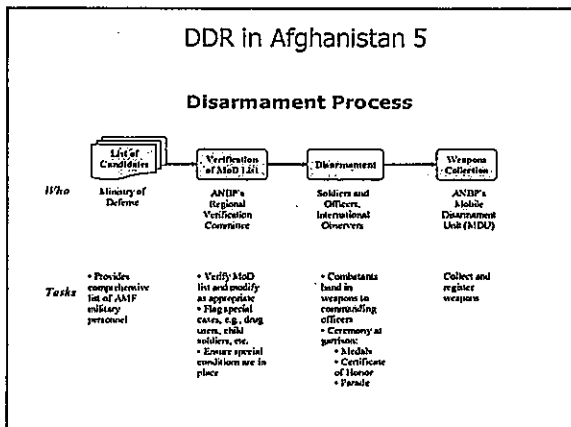 DDR in Afghanistan 5
Disarmament Process
List of
Candidates
Verification
of MoD List
Disarmament
Weapons
Collection
Who
Ministry of
Defense
ANBP's
Regional
Verification
Committee
Soldiers and
Officers,
International
Observers
ANBP's
Mobile
Disarmament
Unit (MDU)
Tasks
• Provides
comprehensive
list of AMF
military
personnel
• Verify MoD
list and modify
as appropriate
• Flag special
cases, e.g., drug
users, child
soldiers, etc.
• Ensure special
conditions are in
place
• Combatants
hand in
weapons to
commanding
officers
• Ceremony at
garrison:
• Medals
• Certificate
of Honor
• Parade
Collect and
register
weapons